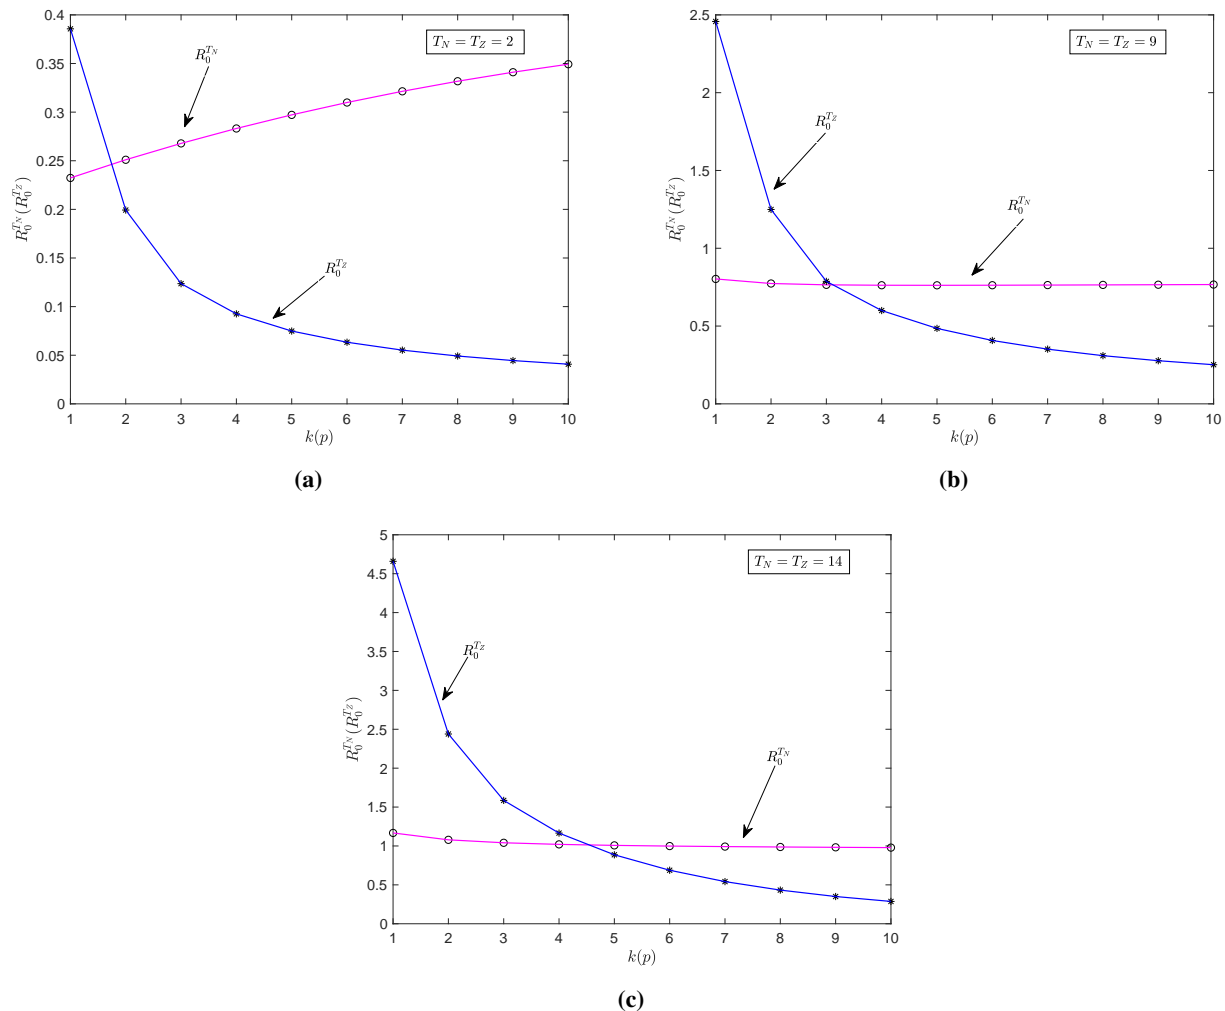 0.4
0.35
0.3
0.25
0.2
0.15
0.1
0.05
0
1 2 3 4 5 6 7 8 9 10
k(p)
R_0^{T_N}(R_0^{T_Z})
T_N = T_Z = 2
R_0^{T_N}
R_0^{T_Z}
(a)
2.5
2
1.5
1
0.5
0
1 2 3 4 5 6 7 8 9 10
k(p)
R_0^{T_N}(R_0^{T_Z})
T_N = T_Z = 9
R_0^{T_Z}
R_0^{T_N}
(b)
5
4.5
4
3.5
3
2.5
2
1.5
1
0.5
0
1 2 3 4 5 6 7 8 9 10
k(p)
R_0^{T_N}(R_0^{T_Z})
T_N = T_Z = 14
R_0^{T_Z}
R_0^{T_N}
(c)